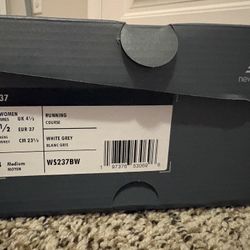 new
37
WOMEN
UK 4½
RUNNING
COURSE
1/2
EUR 37
CM 23½
WHITE GREY
BLANC GRIS
Medium
MOYEN
WS237BW